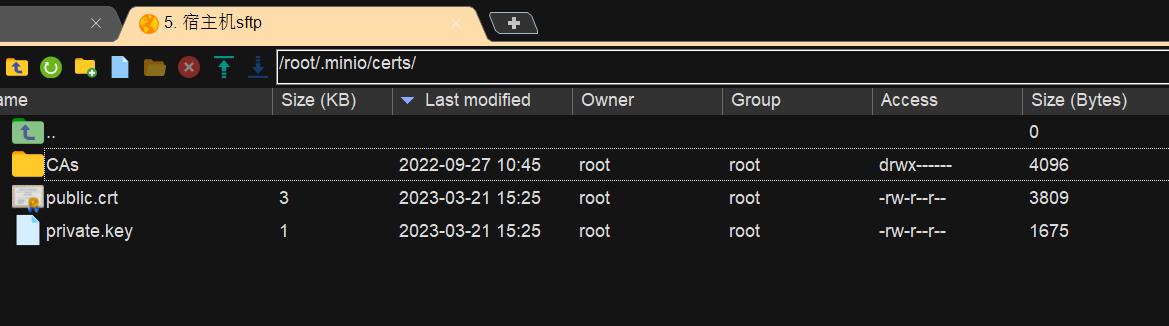 5. 宿主机sftp
/root/.minio/certs/
ame Size (KB) Last modified Owner Group Access Size (Bytes)
.. 0
CAs 2022-09-27 10:45 root root drwx------ 4096
public.crt 3 2023-03-21 15:25 root root -rw-r--r-- 3809
private.key 1 2023-03-21 15:25 root root -rw-r--r-- 1675